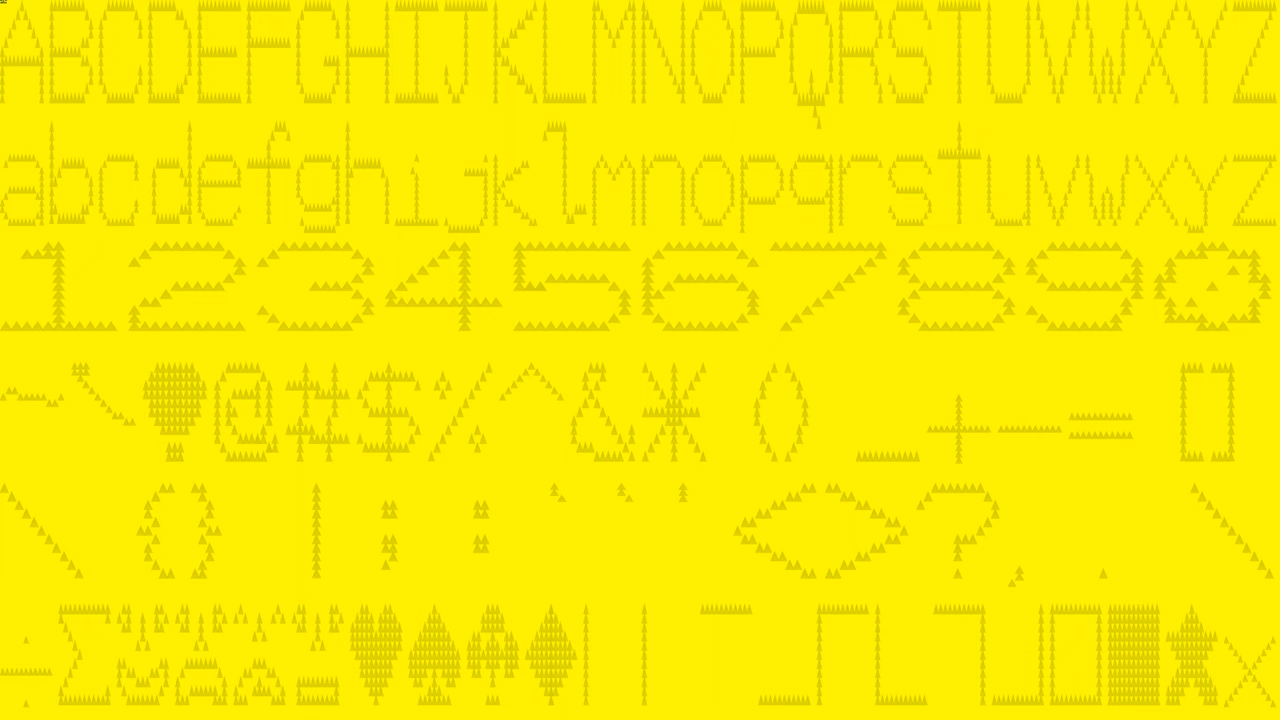 ABCDEFGHIJKLMNOPQRSTUVWXYZ
abcdefghijklmnopqrstuvwxyz
1234567890
~`!@#$%^&*()_+-=[]
\{}|;:'"<>?,./
÷Σ♥♠♣♦█★×